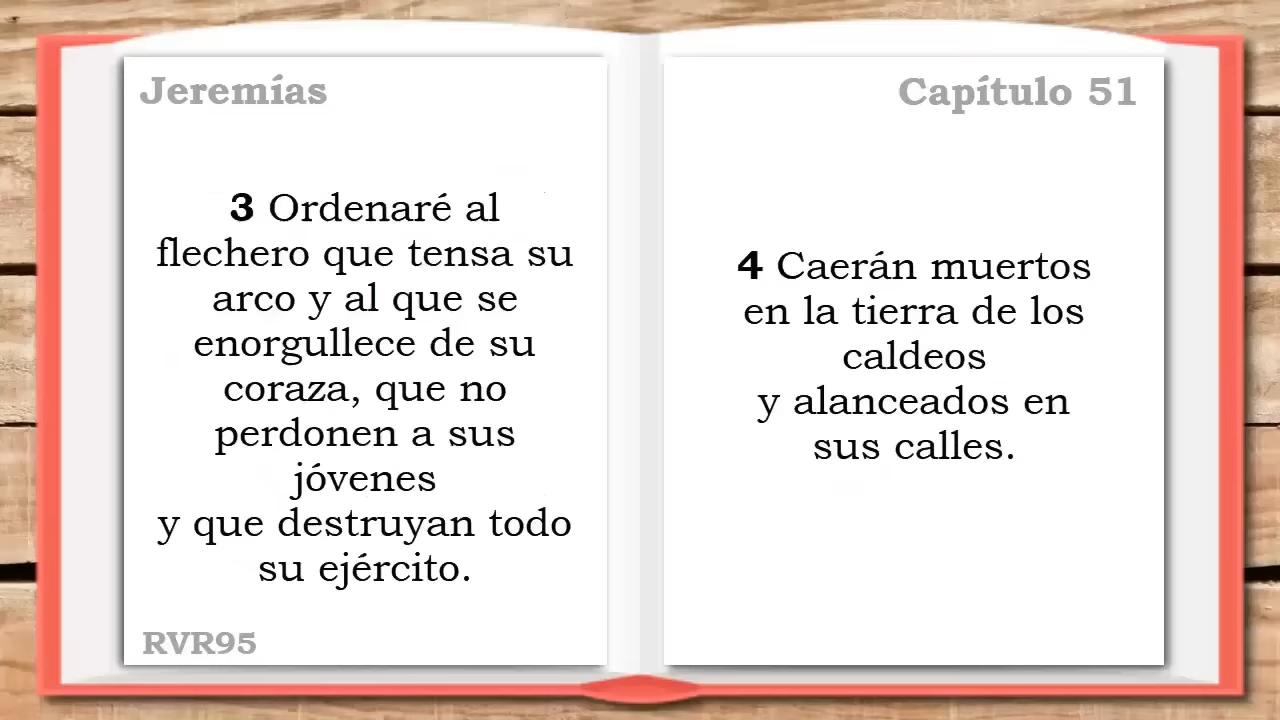 Jeremías
3 Ordenaré al
flechero que tensa su
arco y al que se
enorgullece de su
coraza, que no
perdonen a sus
jóvenes
y que destruyan todo
su ejército.
RVR95
Capítulo 51
4 Caerán muertos
en la tierra de los
caldeos
y alanceados en
sus calles.